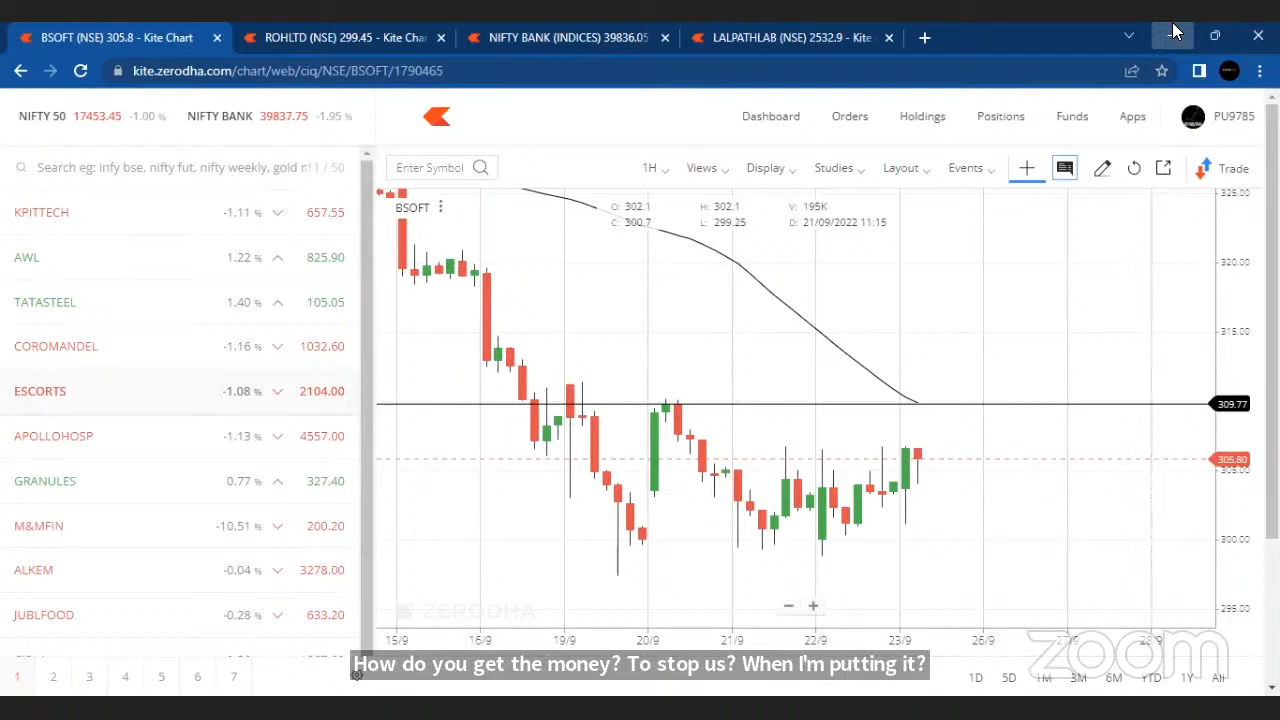 BSOFT (NSE) 305.8 - Kite Chart
ROHLTD (NSE) 299.45 - Kite Char
NIFTY BANK (INDICES) 39836.05
LALPATHLAB (NSE) 2532.9 - Kite
kite.zerodha.com/chart/web/ciq/NSE/BSOFT/1790465
NIFTY 50 17453.45 -1.00 % NIFTY BANK 39837.75 -1.95 %
Dashboard Orders Holdings Positions Funds Apps PU9785
Search eg: infy bse, nifty fut, nifty weekly, gold 11 / 50
Enter Symbol 1H Views Display Studies Layout Events Trade
KPITTECH -1.11 % 657.55
AWL 1.22 % 825.90
TATASTEEL 1.40 % 105.05
COROMANDEL -1.16 % 1032.60
ESCORTS -1.08 % 2104.00
APOLLOHOSP -1.13 % 4557.00
GRANULES 0.77 % 327.40
M&MFIN -10.51 % 200.20
ALKEM -0.04 % 3278.00
JUBLFOOD -0.28 % 633.20
1 2 3 4 5 6 7
BSOFT
O: 302.1 H: 302.1 V: 195K
C: 300.7 L: 299.25 D: 21/09/2022 11:15
325.00
320.00
315.00
309.77
305.80
305.00
300.00
295.00
ZERODHA
15/9 16/9 19/9 20/9 21/9 22/9 23/9 26/9 27/9 28/9
zoom
How do you get the money? To stop us? When I'm putting it?
1D 5D 1M 3M 6M YTD 1Y All